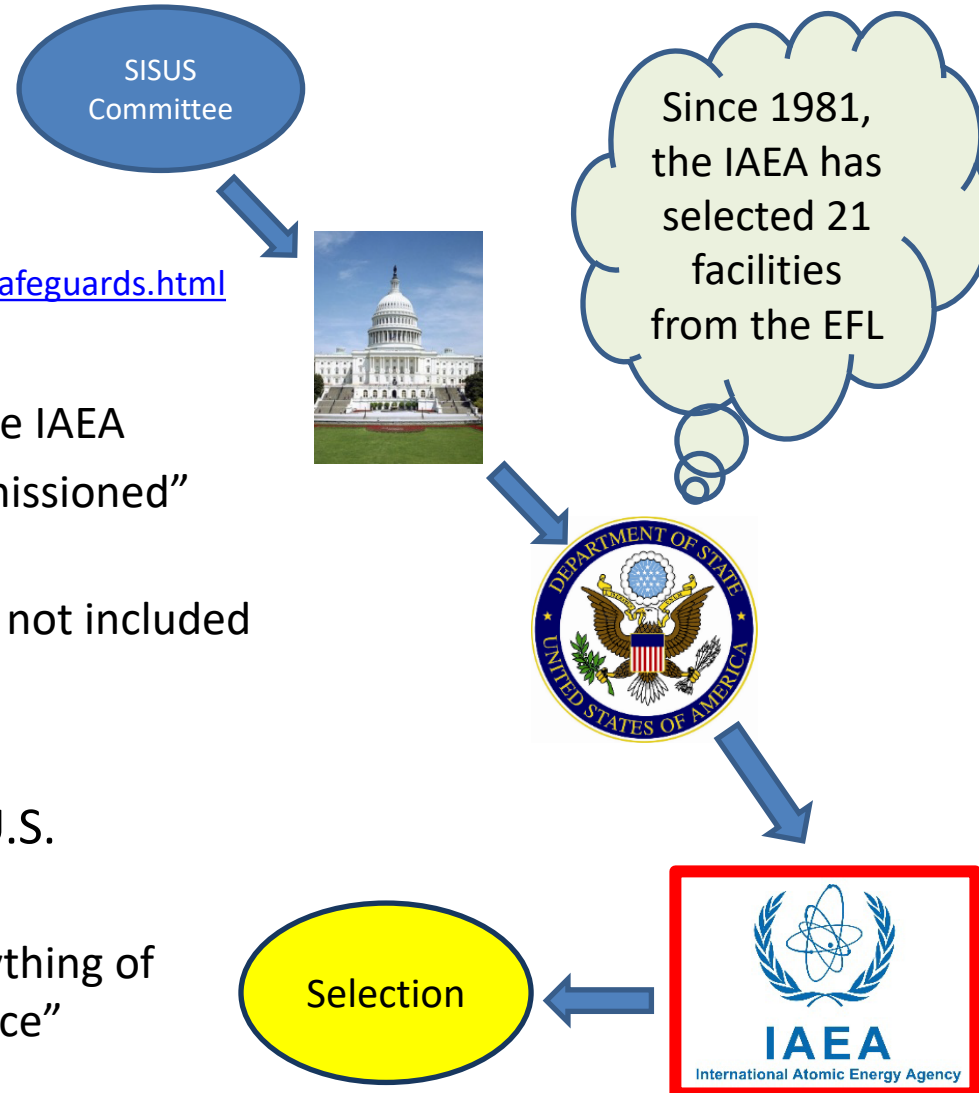 SISUS
Committee
Since 1981,
the IAEA has
selected 21
facilities
from the EFL
afeguards.html
e IAEA
nissioned”
not included
DEPARTMENT OF STATE
UNITED STATES OF AMERICA
U.S.
ything of
ce”
Selection
IAEA
International Atomic Energy Agency